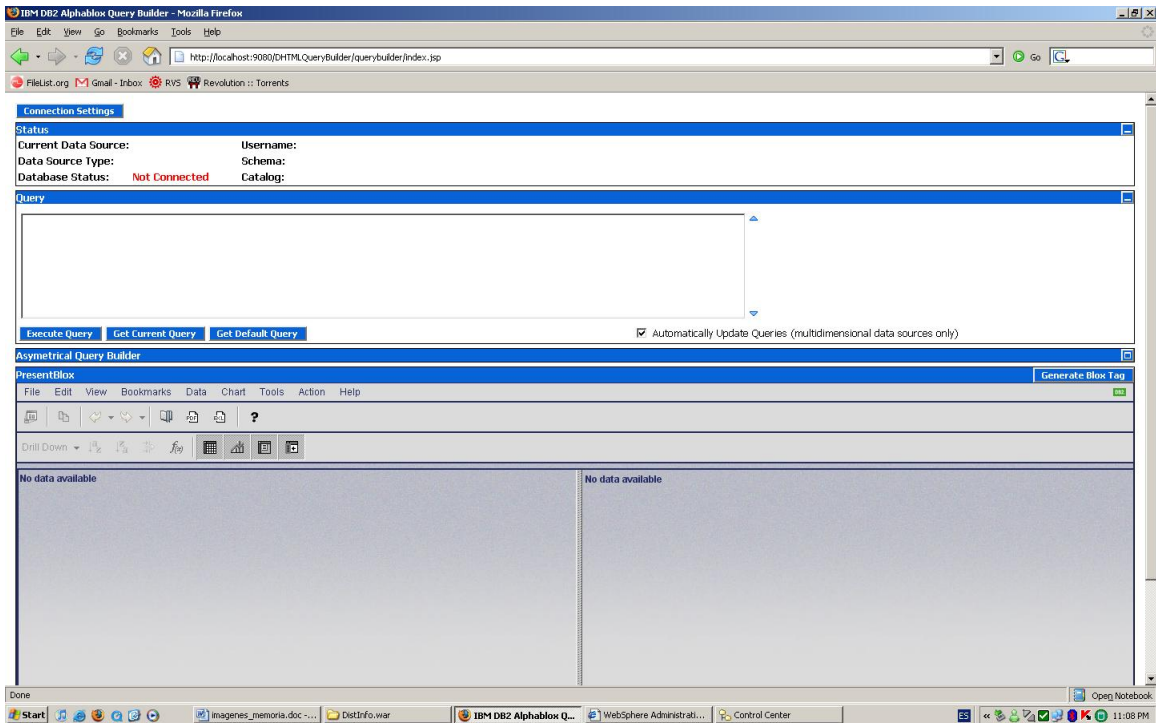 IBM DB2 Alphablox Query Builder - Mozilla Firefox
File Edit View Go Bookmarks Tools Help
http://localhost:9080/DHTMLQueryBuilder/querybuilder/index.jsp Go G
FileList.org Gmail - Inbox RVS Revolution :: Torrents
Connection Settings
Status
Current Data Source: Username:
Data Source Type: Schema:
Database Status: Not Connected Catalog:
Query
Execute Query Get Current Query Get Default Query Automatically Update Queries (multidimensional data sources only)
Asymetrical Query Builder
PresentBlox Generate Blox Tag
File Edit View Bookmarks Data Chart Tools Action Help
PDF ?
Drill Down f(x)
No data available No data available
Done Open Notebook
Start imagenes_memoria.doc -... DistInfo.war IBM DB2 Alphablox Q... WebSphere Administrati... Control Center ES « 11:08 PM